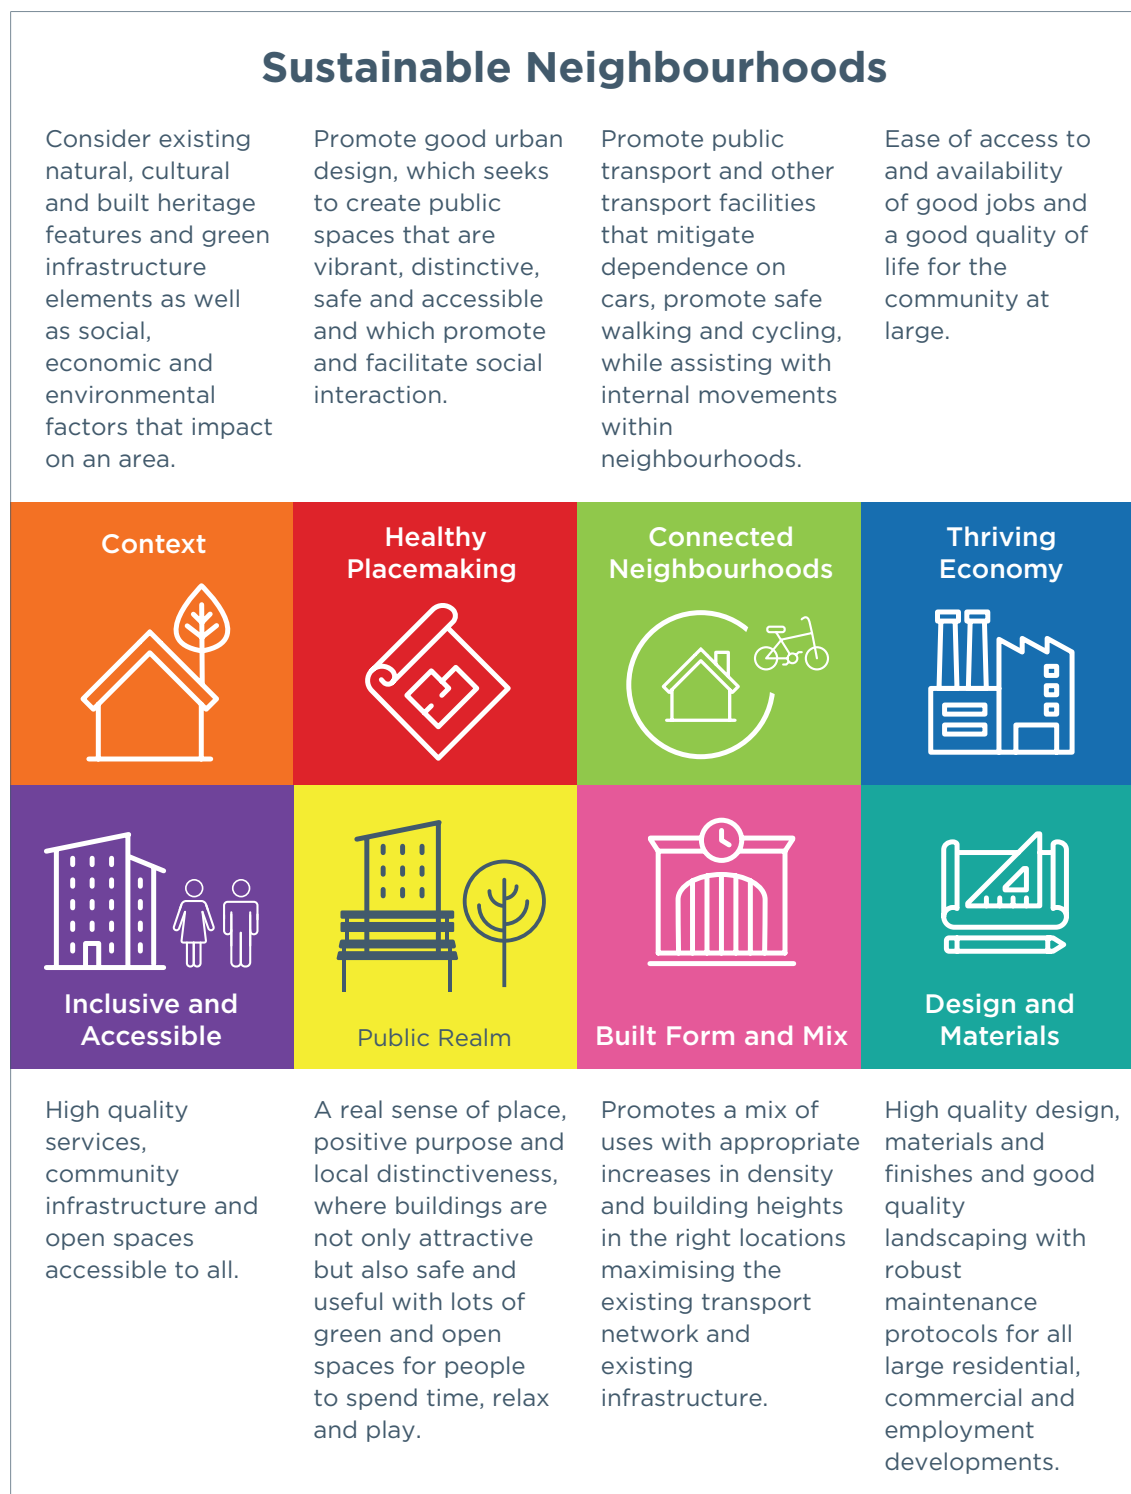 Sustainable Neighbourhoods
Consider existing
natural, cultural
and built heritage
features and green
infrastructure
elements as well
as social,
economic and
environmental
factors that impact
on an area.
Promote good urban
design, which seeks
to create public
spaces that are
vibrant, distinctive,
safe and accessible
and which promote
and facilitate social
interaction.
Promote public
transport and other
transport facilities
that mitigate
dependence on
cars, promote safe
walking and cycling,
while assisting with
internal movements
within
neighbourhoods.
Ease of access to
and availability
of good jobs and
a good quality of
life for the
community at
large.
Context
Healthy
Placemaking
Connected
Neighbourhoods
Thriving
Economy
Inclusive and
Accessible
Public Realm
Built Form and Mix
Design and
Materials
High quality
services,
community
infrastructure and
open spaces
accessible to all.
A real sense of place,
positive purpose and
local distinctiveness,
where buildings are
not only attractive
but also safe and
useful with lots of
green and open
spaces for people
to spend time, relax
and play.
Promotes a mix of
uses with appropriate
increases in density
and building heights
in the right locations
maximising the
existing transport
network and
existing
infrastructure.
High quality design,
materials and
finishes and good
quality
landscaping with
robust
maintenance
protocols for all
large residential,
commercial and
employment
developments.